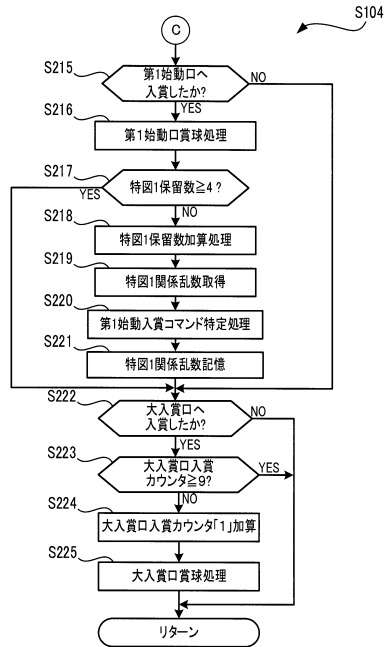 S104
C
S215
第1始動口へ
入賞したか?
NO
YES
S216
第1始動口賞球処理
S217
特図1保留数≧4?
YES
NO
S218
特図1保留数加算処理
S219
特図1関係乱数取得
S220
第1始動入賞コマンド特定処理
S221
特図1関係乱数記憶
S222
大入賞口へ
入賞したか?
NO
YES
S223
大入賞口入賞
カウンタ≧9?
YES
NO
S224
大入賞口入賞カウンタ「1」加算
S225
大入賞口賞球処理
リターン